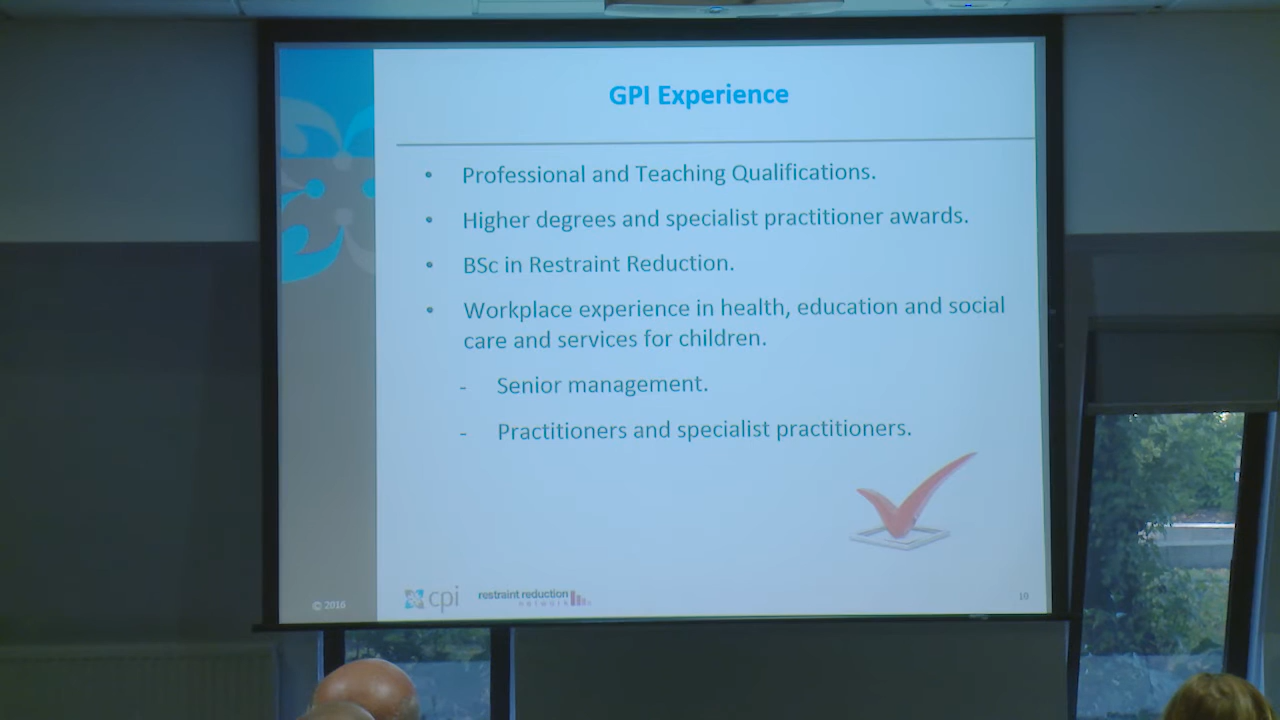 GPI Experience
• Professional and Teaching Qualifications.
• Higher degrees and specialist practitioner awards.
• BSc in Restraint Reduction.
• Workplace experience in health, education and social
care and services for children.
- Senior management.
- Practitioners and specialist practitioners.
© 2016
cpi
restraint reduction
network
10